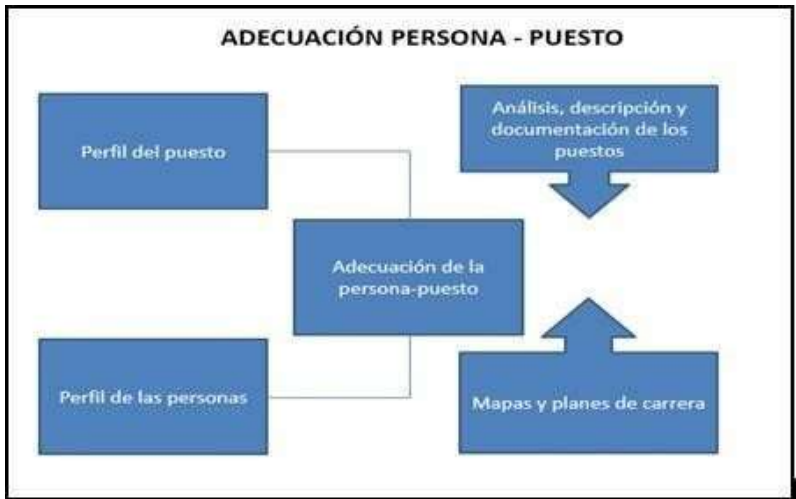 ADECUACIÓN PERSONA - PUESTO
Perfil del puesto
Análisis, descripción y
documentación de los
puestos
Adecuación de la
persona-puesto
Perfil de las personas
Mapas y planes de carrera